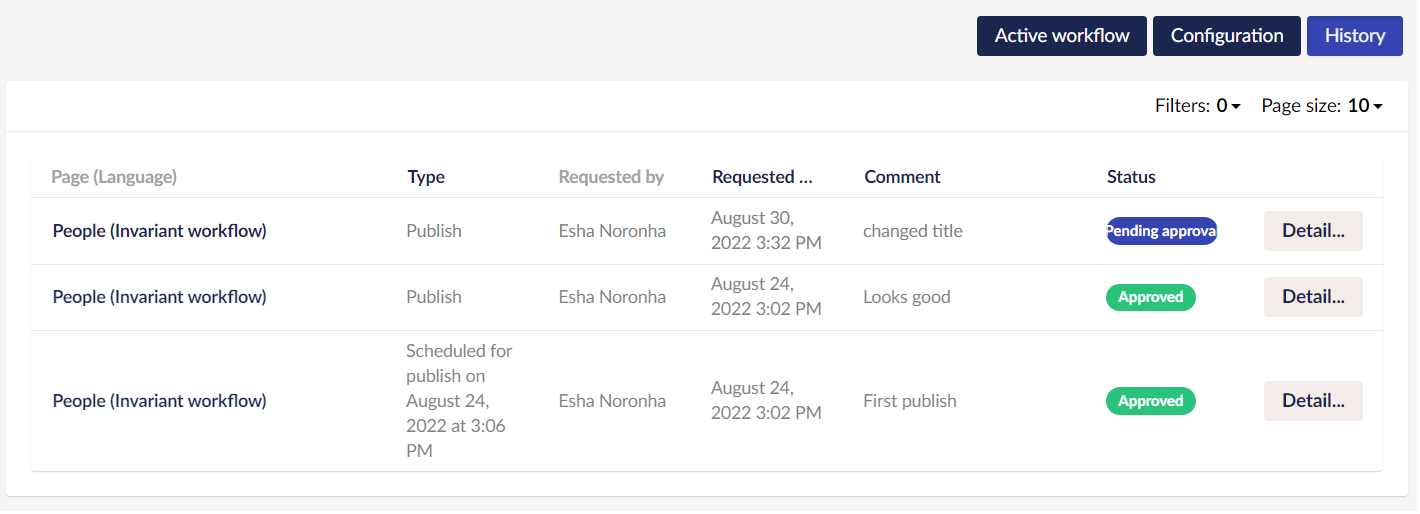 Active workflow Configuration History
Filters: 0 Page size: 10
Page (Language) Type Requested by Requested ... Comment Status
People (Invariant workflow) Publish Esha Noronha August 30, 2022 3:32 PM changed title Pending approva Detail...
People (Invariant workflow) Publish Esha Noronha August 24, 2022 3:02 PM Looks good Approved Detail...
People (Invariant workflow) Scheduled for publish on August 24, 2022 at 3:06 PM Esha Noronha August 24, 2022 3:02 PM First publish Approved Detail...